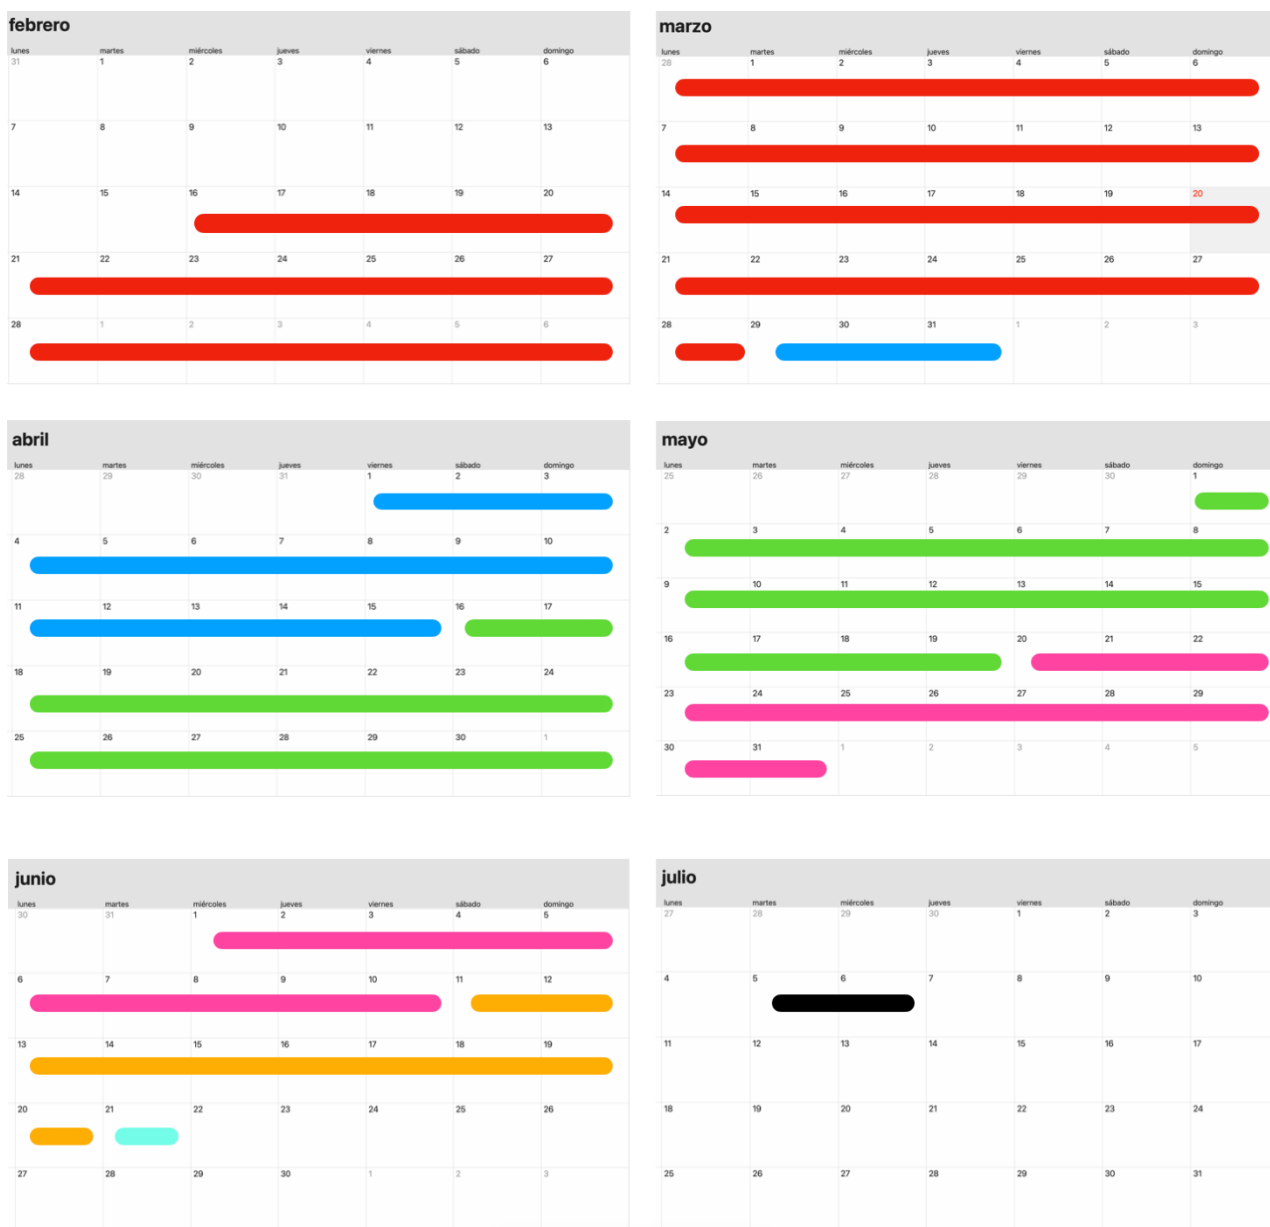 febrero
lunes martes miércoles jueves viernes sábado domingo
31 1 2 3 4 5 6
7 8 9 10 11 12 13
14 15 16 17 18 19 20
21 22 23 24 25 26 27
28 1 2 3 4 5 6
marzo
lunes martes miércoles jueves viernes sábado domingo
28 1 2 3 4 5 6
7 8 9 10 11 12 13
14 15 16 17 18 19 20
21 22 23 24 25 26 27
28 29 30 31 1 2 3
abril
lunes martes miércoles jueves viernes sábado domingo
28 29 30 31 1 2 3
4 5 6 7 8 9 10
11 12 13 14 15 16 17
18 19 20 21 22 23 24
25 26 27 28 29 30 1
mayo
lunes martes miércoles jueves viernes sábado domingo
25 26 27 28 29 30 1
2 3 4 5 6 7 8
9 10 11 12 13 14 15
16 17 18 19 20 21 22
23 24 25 26 27 28 29
30 31 1 2 3 4 5
junio
lunes martes miércoles jueves viernes sábado domingo
30 31 1 2 3 4 5
6 7 8 9 10 11 12
13 14 15 16 17 18 19
20 21 22 23 24 25 26
27 28 29 30 1 2 3
julio
lunes martes miércoles jueves viernes sábado domingo
27 28 29 30 1 2 3
4 5 6 7 8 9 10
11 12 13 14 15 16 17
18 19 20 21 22 23 24
25 26 27 28 29 30 31